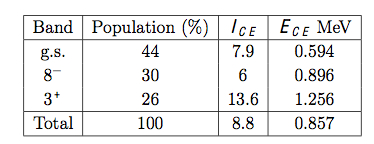 Band Population (%) I_CE E_CE MeV
g.s. 44 7.9 0.594
8⁻ 30 6 0.896
3⁺ 26 13.6 1.256
Total 100 8.8 0.857